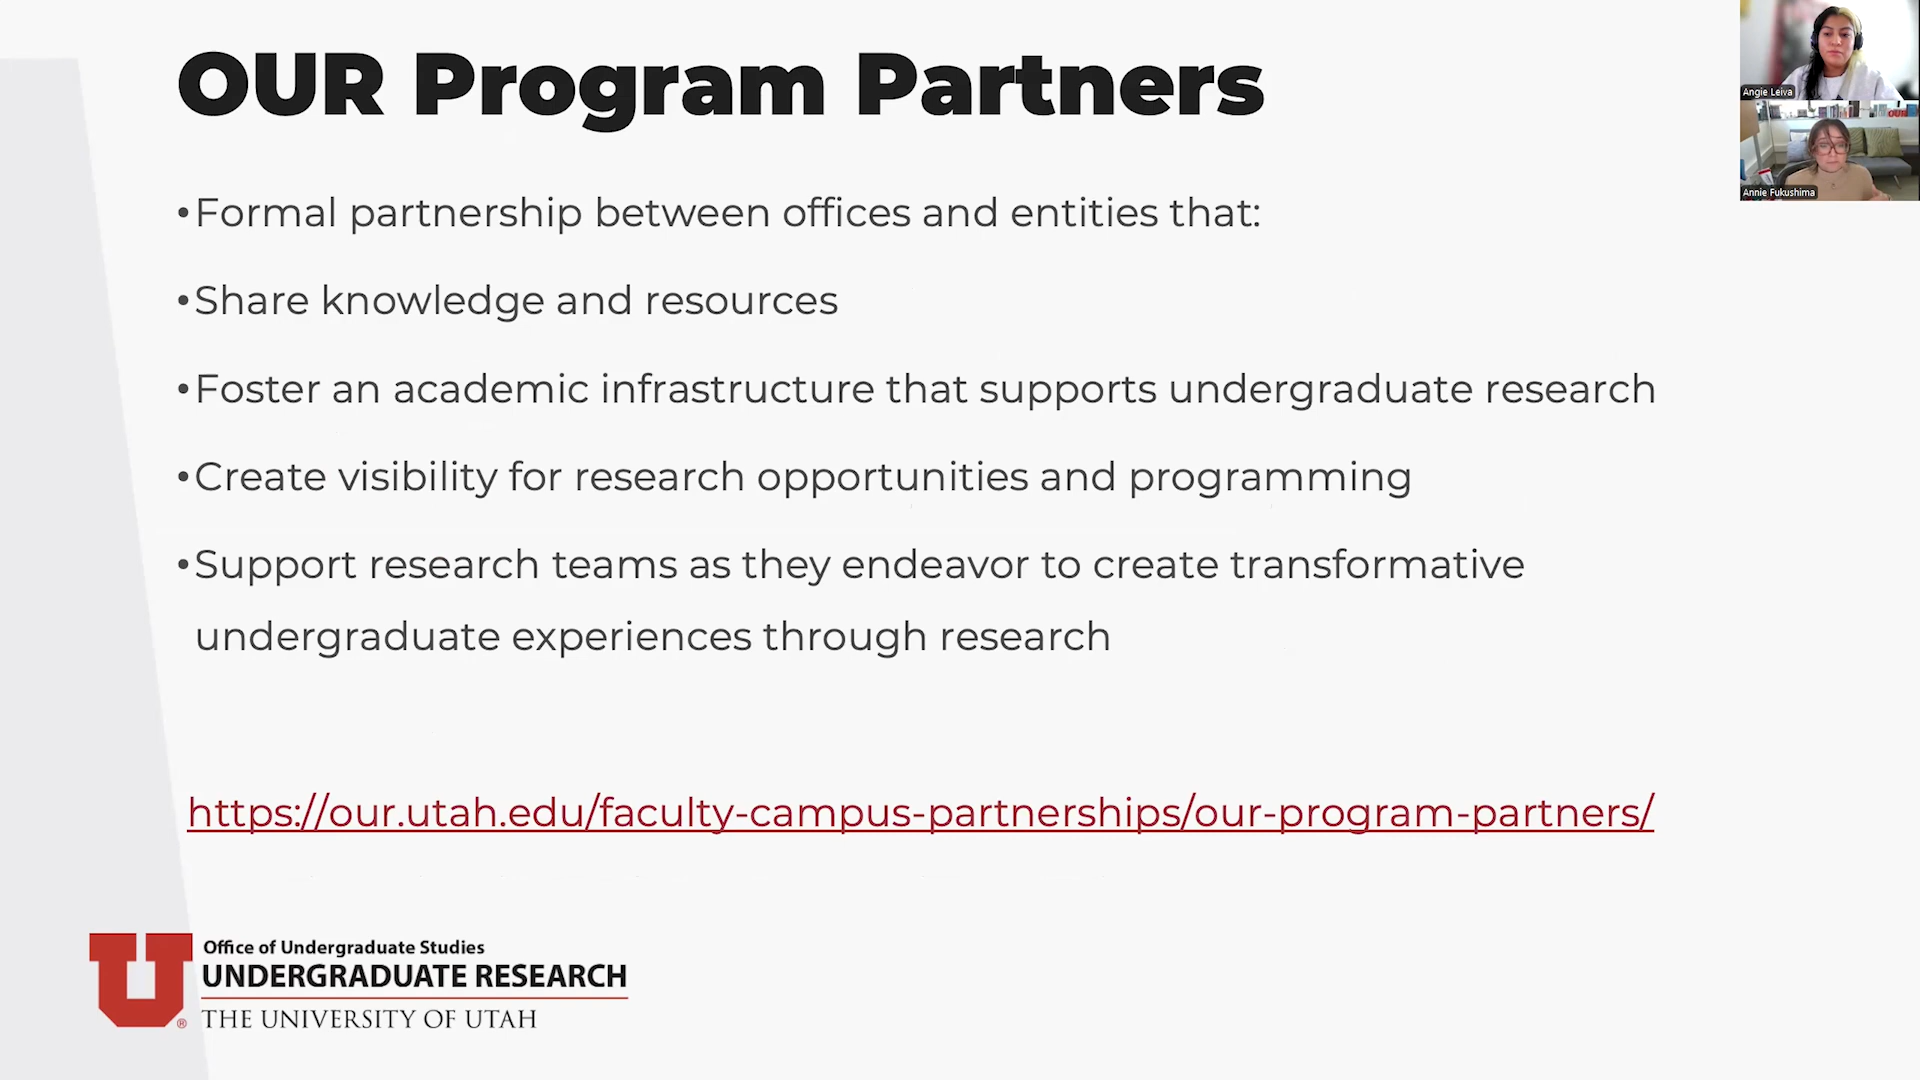 OUR Program Partners
•Formal partnership between offices and entities that:
•Share knowledge and resources
•Foster an academic infrastructure that supports undergraduate research
•Create visibility for research opportunities and programming
•Support research teams as they endeavor to create transformative
undergraduate experiences through research
https://our.utah.edu/faculty-campus-partnerships/our-program-partners/
Office of Undergraduate Studies
UNDERGRADUATE RESEARCH
THE UNIVERSITY OF UTAH
U®
Angie Leiva
OUR
Annie Fukushima